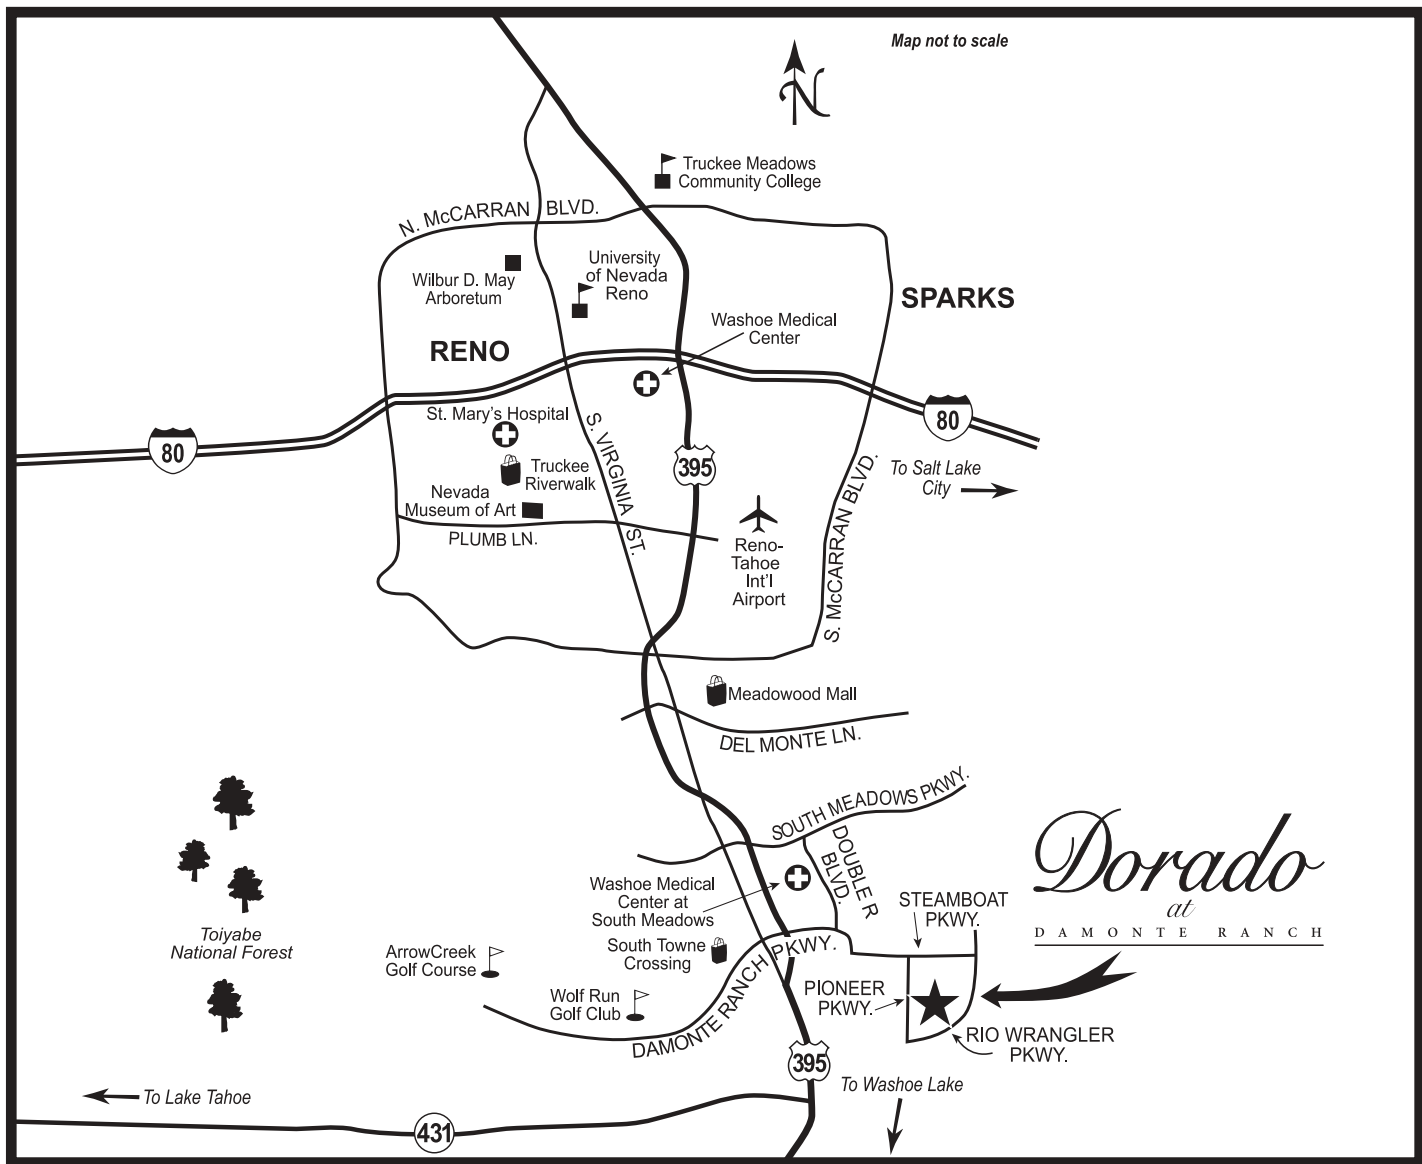 Map not to scale
N
Truckee Meadows
Community College
N. McCARRAN BLVD.
University
of Nevada
Reno
Wilbur D. May
Arboretum
SPARKS
Washoe Medical
Center
RENO
St. Mary's Hospital
80
80
S. VIRGINIA ST.
395
To Salt Lake
City
Truckee
Riverwalk
Nevada
Museum of Art
PLUMB LN.
Reno-
Tahoe
Int'l
Airport
S. McCARRAN BLVD.
Meadowood Mall
DEL MONTE LN.
SOUTH MEADOWS PKWY.
DOUBLE R
BLVD.
Washoe Medical
Center at
South Meadows
Dorado
at
DAMONTE RANCH
STEAMBOAT
PKWY.
Toiyabe
National Forest
ArrowCreek
Golf Course
South Towne
Crossing
Wolf Run
Golf Club
DAMONTE RANCH PKWY.
PIONEER
PKWY.
RIO WRANGLER
PKWY.
395
To Washoe Lake
To Lake Tahoe
431